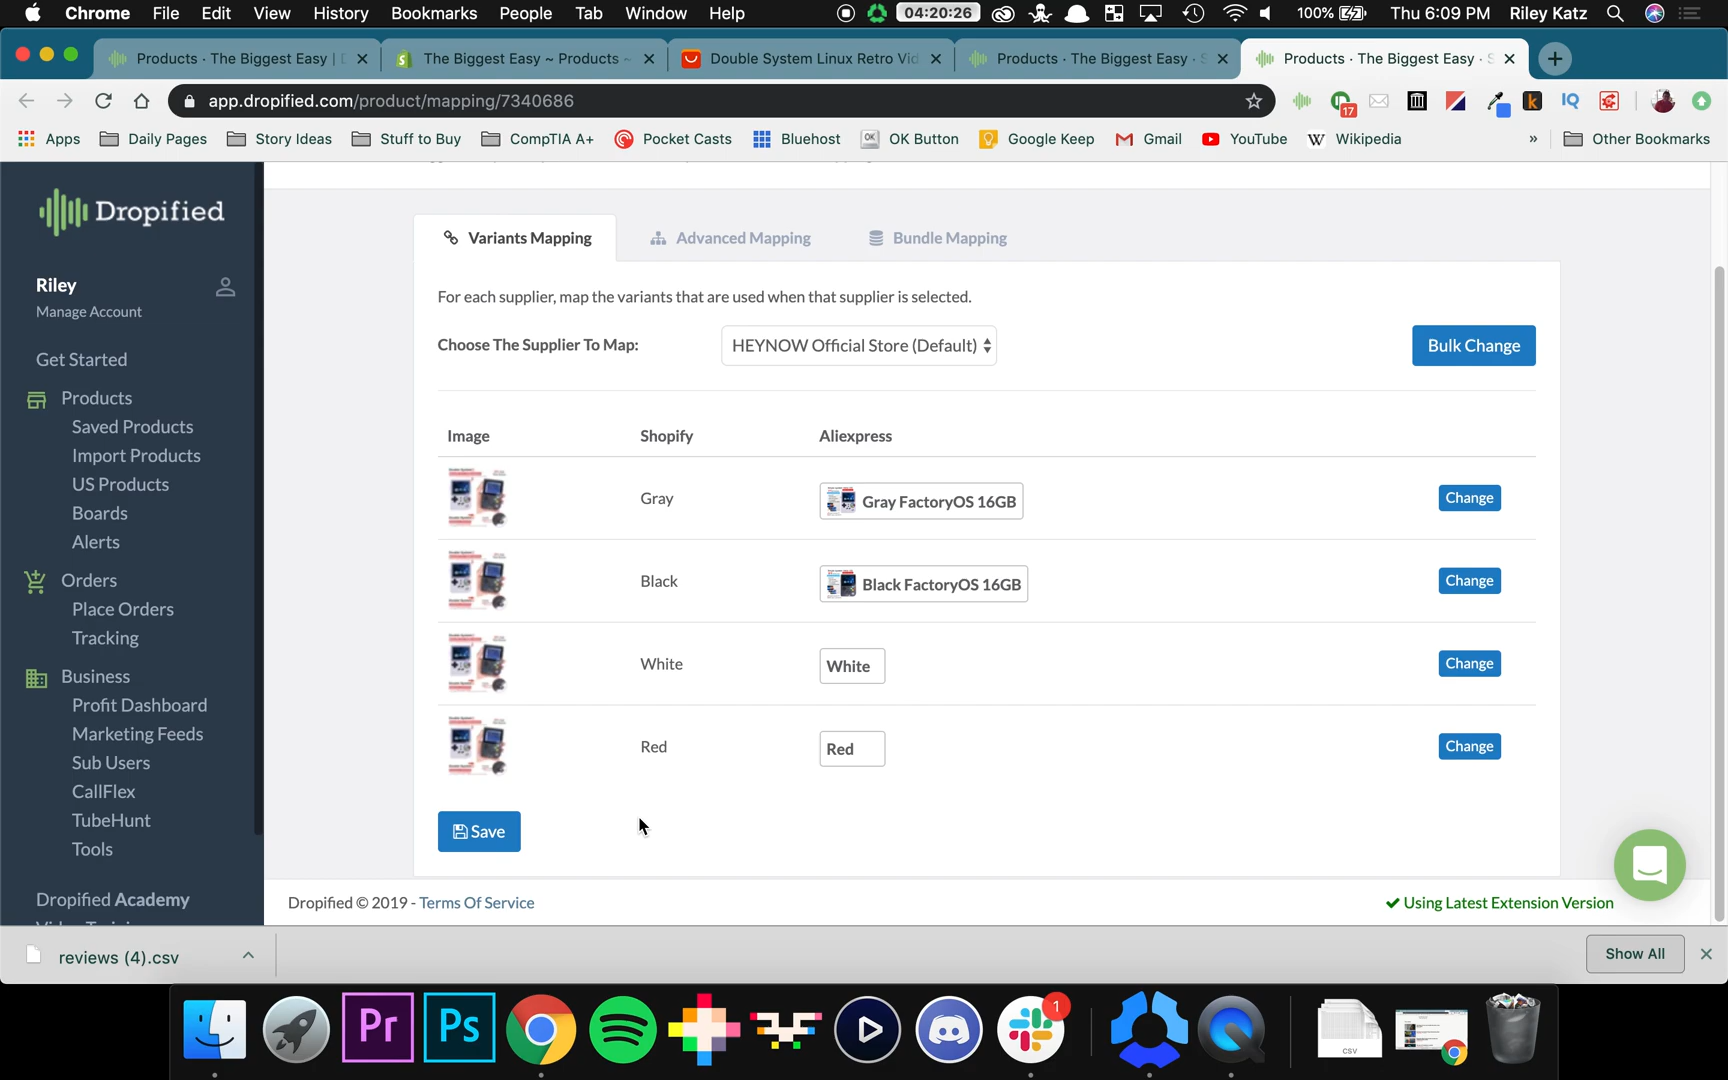 Chrome File Edit View History Bookmarks People Tab Window Help 04:20:26 100% Thu 6:09 PM Riley Katz
Products · The Biggest Easy | D
The Biggest Easy ~ Products ~
Double System Linux Retro Vid
Products · The Biggest Easy · S
Products · The Biggest Easy · S
app.dropified.com/product/mapping/7340686
17
IQ
Apps Daily Pages Story Ideas Stuff to Buy CompTIA A+ Pocket Casts Bluehost OK Button Google Keep Gmail YouTube Wikipedia » Other Bookmarks
Dropified
Riley
Manage Account
Get Started
Products
Saved Products
Import Products
US Products
Boards
Alerts
Orders
Place Orders
Tracking
Business
Profit Dashboard
Marketing Feeds
Sub Users
CallFlex
TubeHunt
Tools
Dropified Academy
Variants Mapping
Advanced Mapping
Bundle Mapping
For each supplier, map the variants that are used when that supplier is selected.
Choose The Supplier To Map:
HEYNOW Official Store (Default)
Bulk Change
Image Shopify Aliexpress
Gray Gray FactoryOS 16GB Change
Black Black FactoryOS 16GB Change
White White Change
Red Red Change
Save
Dropified © 2019 - Terms Of Service
Using Latest Extension Version
reviews (4).csv
Show All
Pr
Ps
1
CSV